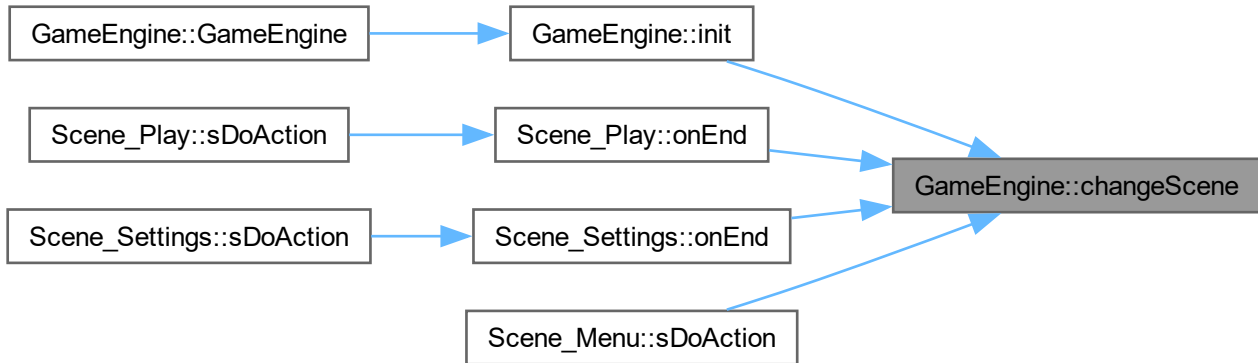 GameEngine::GameEngine
GameEngine::init
Scene_Play::sDoAction
Scene_Play::onEnd
GameEngine::changeScene
Scene_Settings::sDoAction
Scene_Settings::onEnd
Scene_Menu::sDoAction